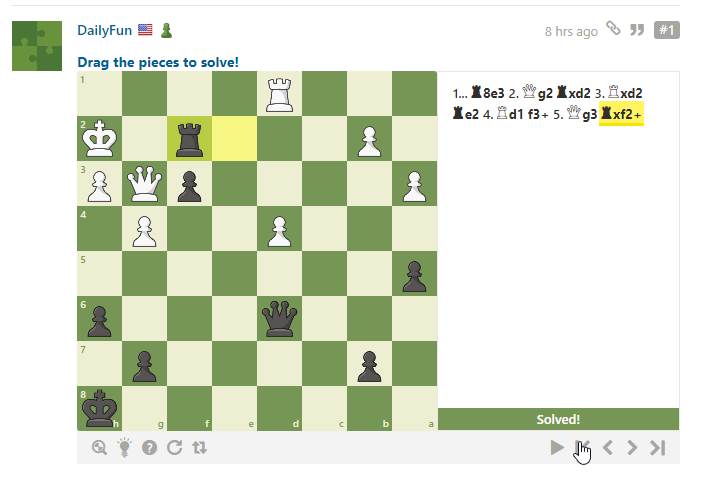 DailyFun
8 hrs ago
#1
Drag the pieces to solve!
1... ♜8e3 2. ♕g2 ♜xd2 3. ♖xd2
♜e2 4. ♖d1 f3+ 5. ♕g3 ♜xf2+
1
2
3
4
5
6
7
8
h g f e d c b a
Solved!